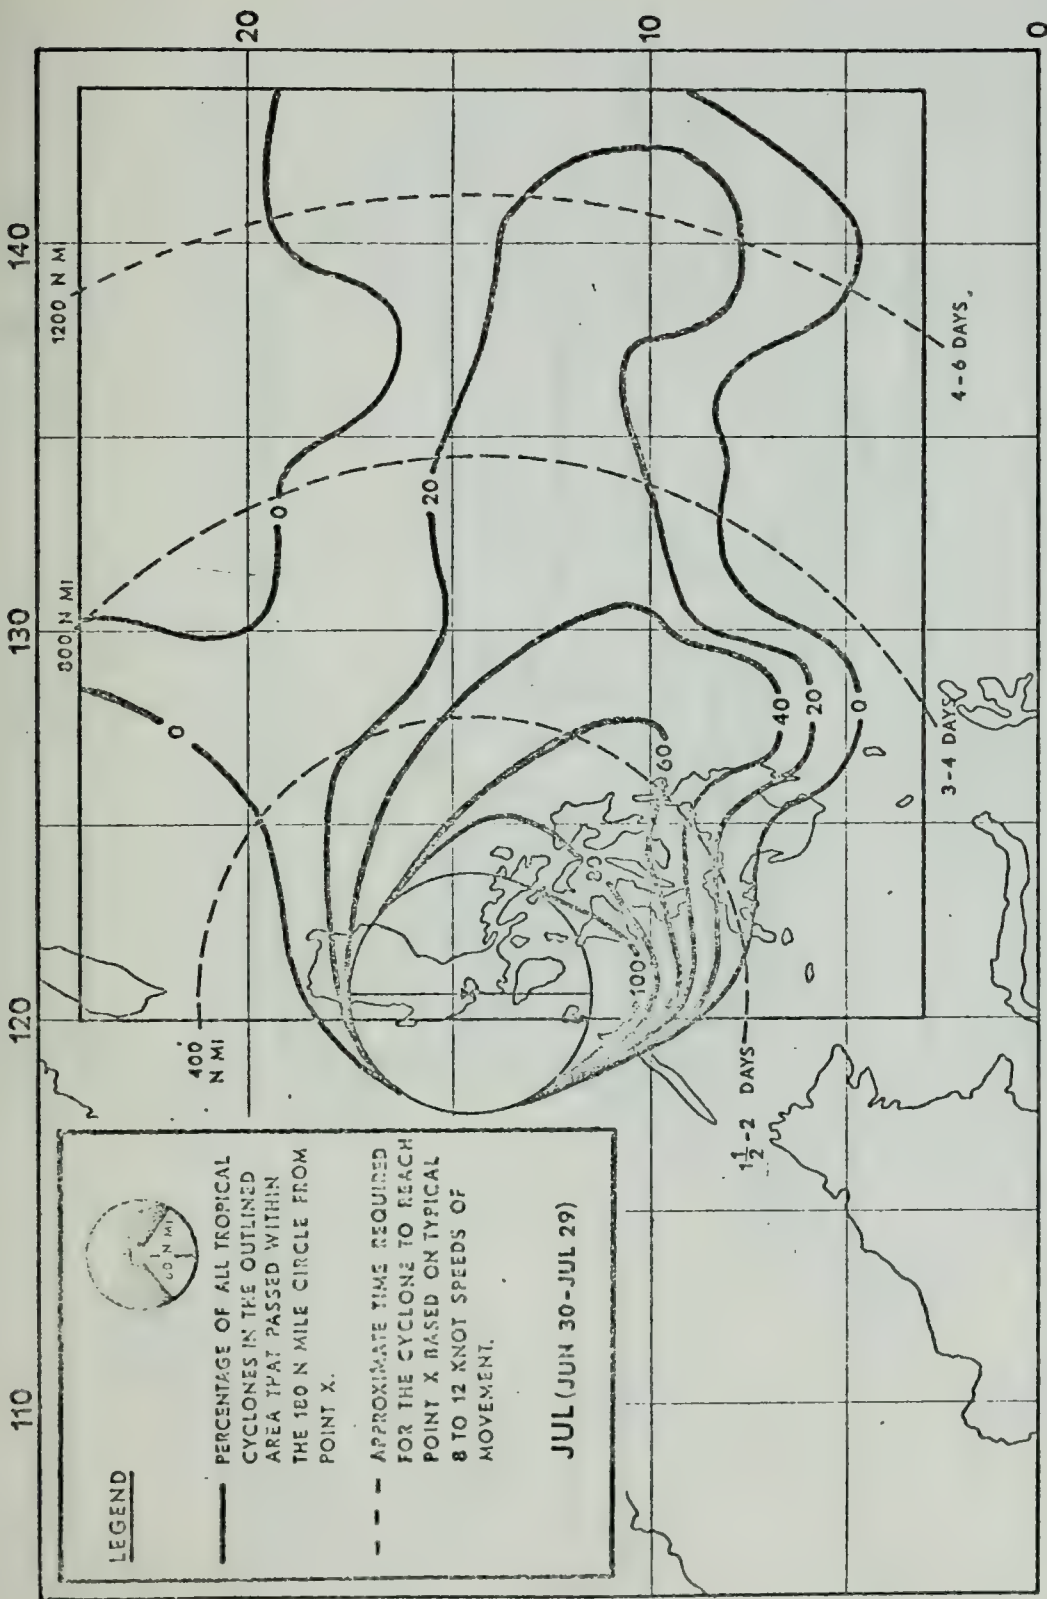 LEGEND
PERCENTAGE OF ALL TROPICAL
CYCLONES IN THE OUTLINED
AREA THAT PASSED WITHIN
THE 180 N MILE CIRCLE FROM
POINT X.
APPROXIMATE TIME REQUIRED
FOR THE CYCLONE TO REACH
POINT X BASED ON TYPICAL
8 TO 12 KNOT SPEEDS OF
MOVEMENT.
JUL (JUN 30-JUL 29)
N MI
110
120
130
140
20
10
0
400
N MI
800 N MI
1200 N MI
1½-2 DAYS
3-4 DAYS
4-6 DAYS
0
0
20
40
20
0
60
80
100